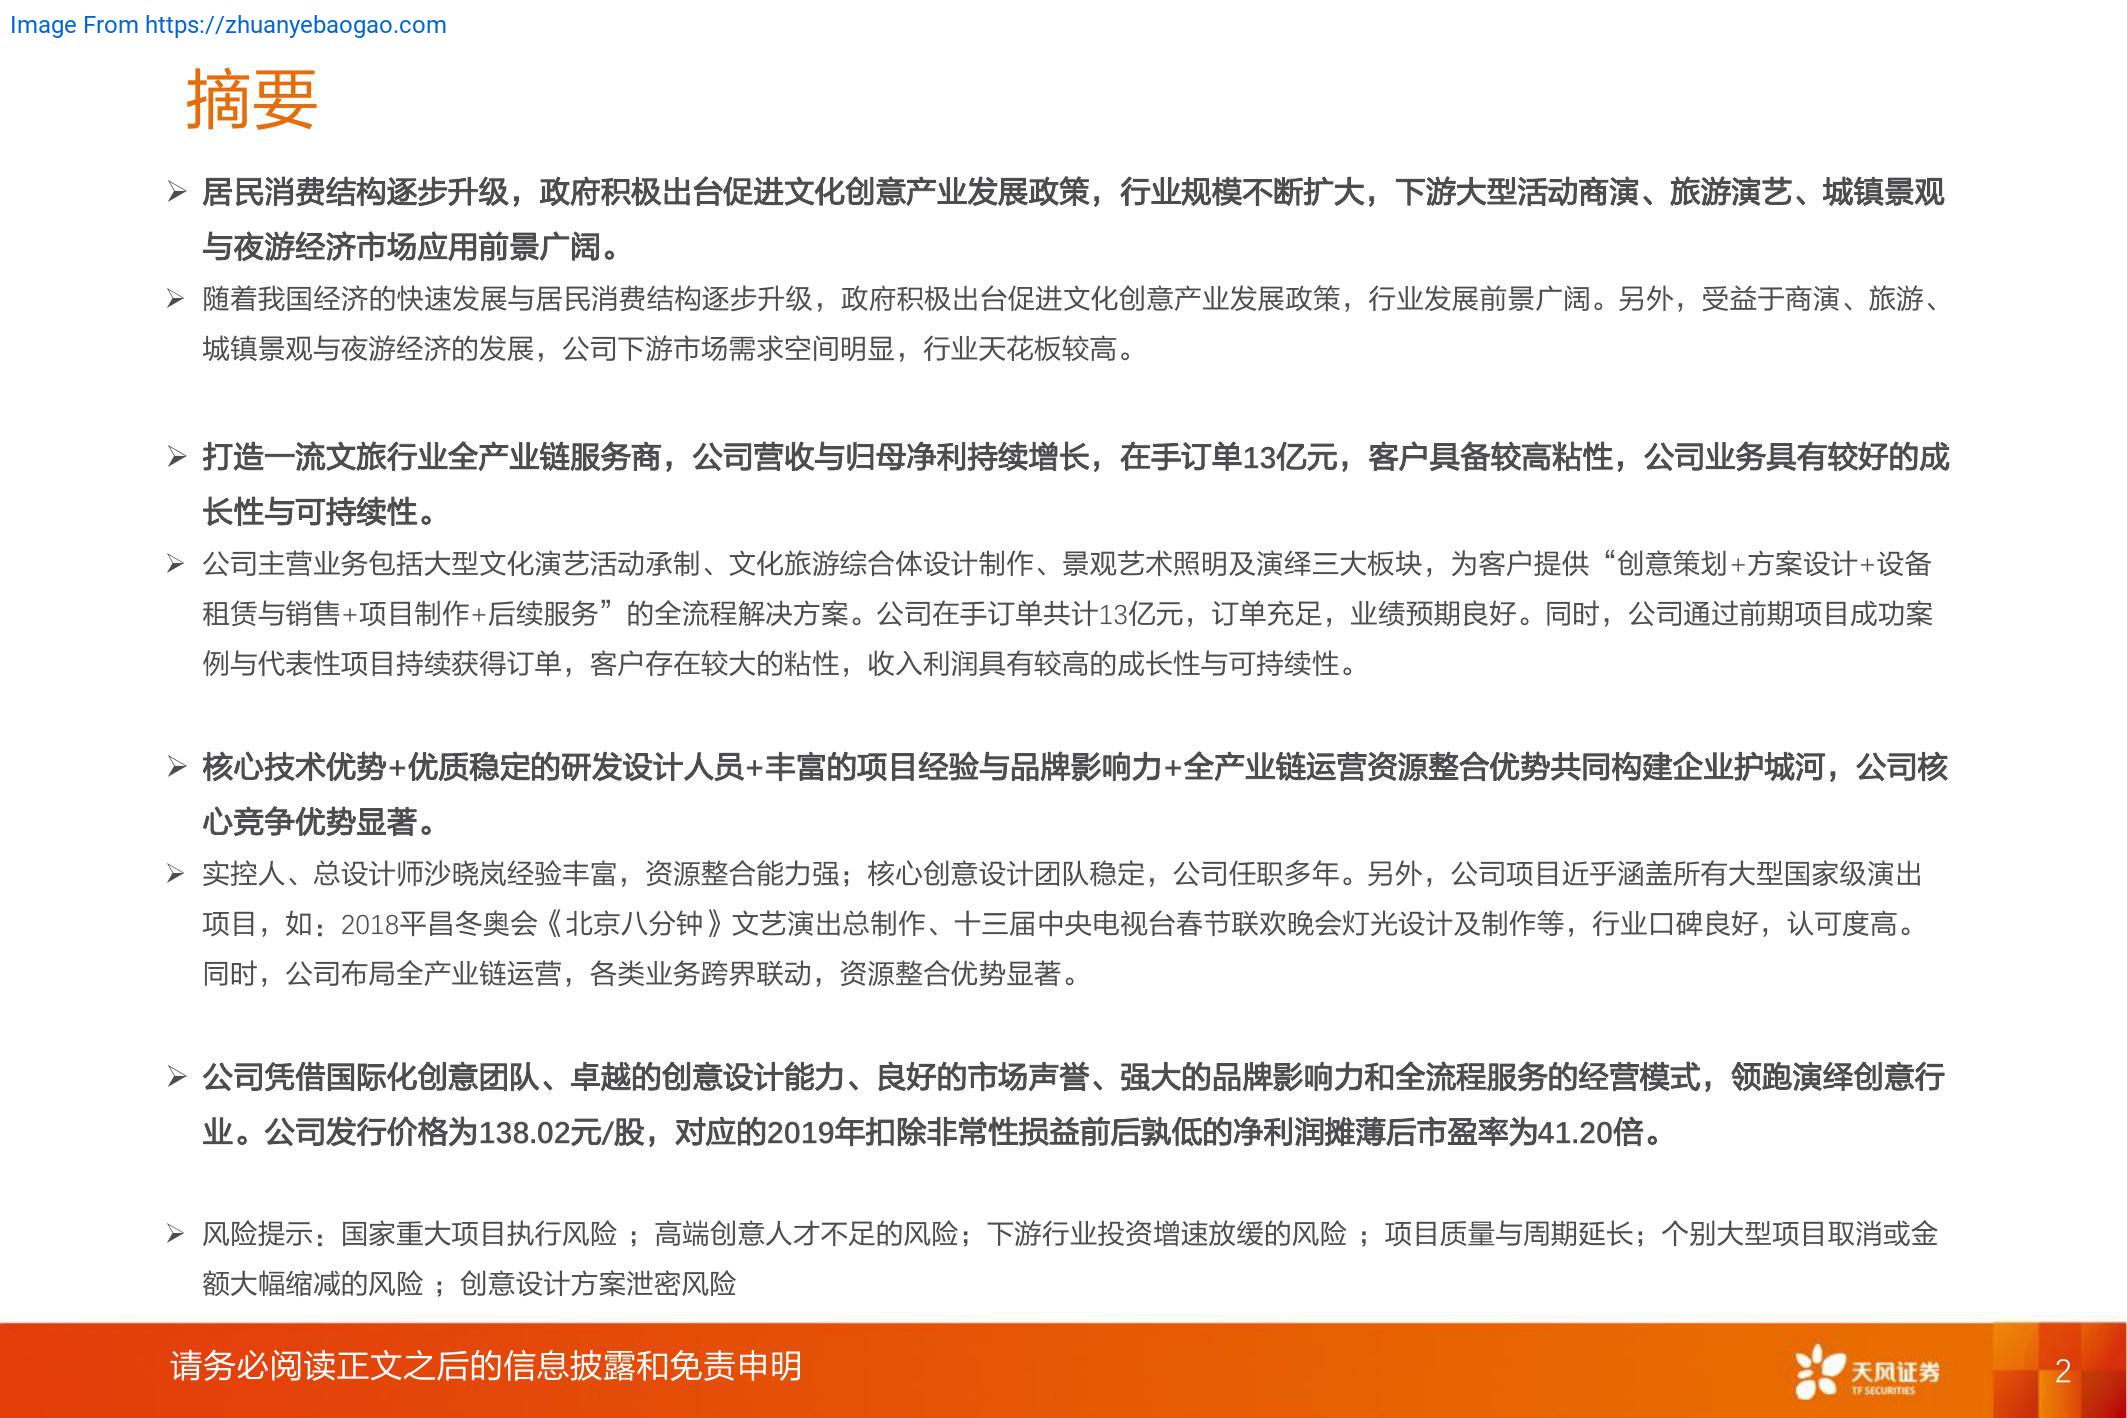 Image From https://zhuanyebaogao.com
摘要
➢ 居民消费结构逐步升级，政府积极出台促进文化创意产业发展政策，行业规模不断扩大，下游大型活动商演、旅游演艺、城镇景观
与夜游经济市场应用前景广阔。
➢ 随着我国经济的快速发展与居民消费结构逐步升级，政府积极出台促进文化创意产业发展政策，行业发展前景广阔。另外，受益于商演、旅游、
城镇景观与夜游经济的发展，公司下游市场需求空间明显，行业天花板较高。
➢ 打造一流文旅行业全产业链服务商，公司营收与归母净利持续增长，在手订单13亿元，客户具备较高粘性，公司业务具有较好的成
长性与可持续性。
➢ 公司主营业务包括大型文化演艺活动承制、文化旅游综合体设计制作、景观艺术照明及演绎三大板块，为客户提供“创意策划+方案设计+设备
租赁与销售+项目制作+后续服务”的全流程解决方案。公司在手订单共计13亿元，订单充足，业绩预期良好。同时，公司通过前期项目成功案
例与代表性项目持续获得订单，客户存在较大的粘性，收入利润具有较高的成长性与可持续性。
➢ 核心技术优势+优质稳定的研发设计人员+丰富的项目经验与品牌影响力+全产业链运营资源整合优势共同构建企业护城河，公司核
心竞争优势显著。
➢ 实控人、总设计师沙晓岚经验丰富，资源整合能力强；核心创意设计团队稳定，公司任职多年。另外，公司项目近乎涵盖所有大型国家级演出
项目，如：2018平昌冬奥会《北京八分钟》文艺演出总制作、十三届中央电视台春节联欢晚会灯光设计及制作等，行业口碑良好，认可度高。
同时，公司布局全产业链运营，各类业务跨界联动，资源整合优势显著。
➢ 公司凭借国际化创意团队、卓越的创意设计能力、良好的市场声誉、强大的品牌影响力和全流程服务的经营模式，领跑演绎创意行
业。公司发行价格为138.02元/股，对应的2019年扣除非常性损益前后孰低的净利润摊薄后市盈率为41.20倍。
➢ 风险提示：国家重大项目执行风险 ；高端创意人才不足的风险；下游行业投资增速放缓的风险 ；项目质量与周期延长；个别大型项目取消或金
额大幅缩减的风险 ；创意设计方案泄密风险
请务必阅读正文之后的信息披露和免责申明
天风证券
TF SECURITIES
2